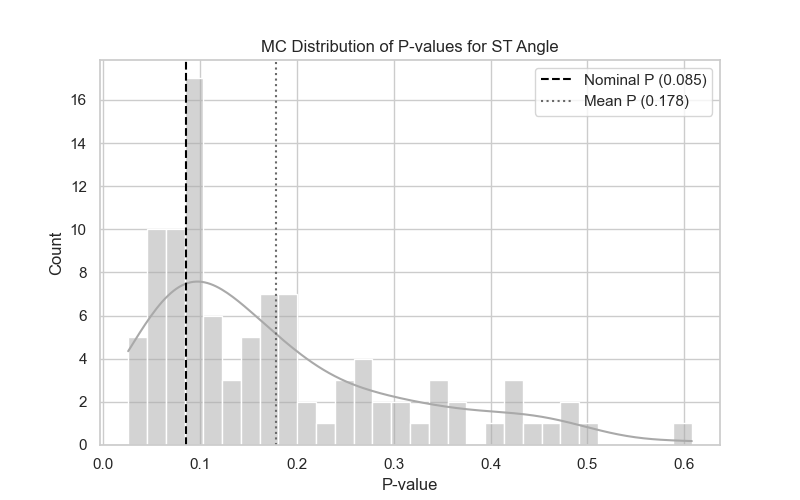 MC Distribution of P-values for ST Angle
Nominal P (0.085)
Mean P (0.178)
Count
16
14
12
10
8
6
4
2
0
0.0 0.1 0.2 0.3 0.4 0.5 0.6
P-value